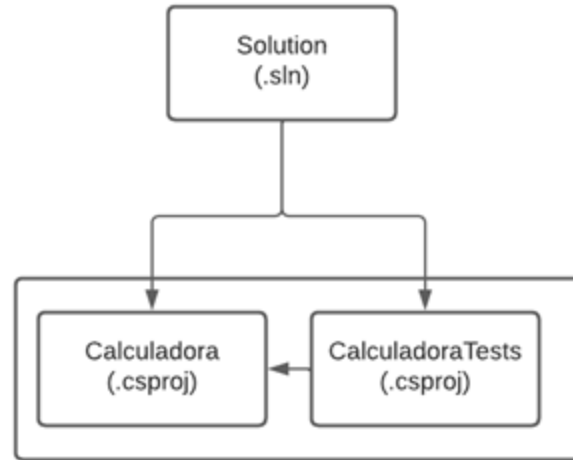 Solution
(.sln)
Calculadora
(.csproj)
CalculadoraTests
(.csproj)